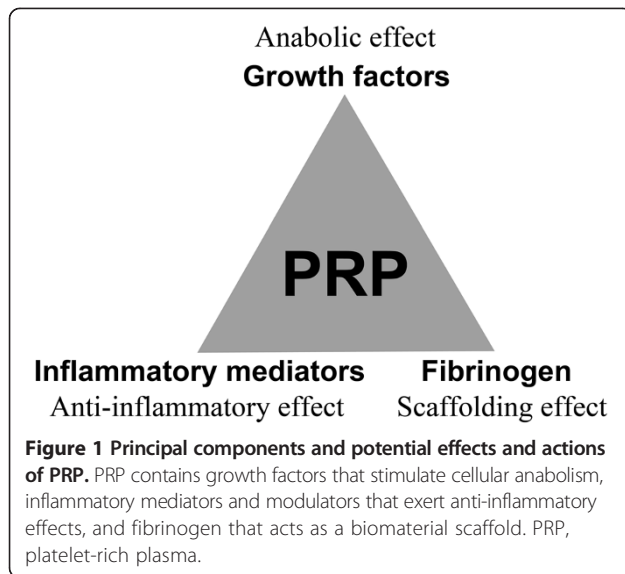 Anabolic effect
Growth factors
PRP
Inflammatory mediators Fibrinogen
Anti-inflammatory effect Scaffolding effect
Figure 1 Principal components and potential effects and actions
of PRP. PRP contains growth factors that stimulate cellular anabolism,
inflammatory mediators and modulators that exert anti-inflammatory
effects, and fibrinogen that acts as a biomaterial scaffold. PRP,
platelet-rich plasma.